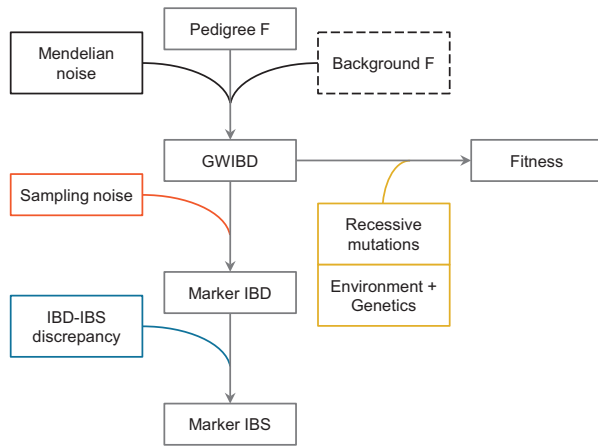 Pedigree F
Mendelian
noise
Background F
GWIBD
Fitness
Sampling noise
Recessive
mutations
Marker IBD
Environment +
Genetics
IBD-IBS
discrepancy
Marker IBS